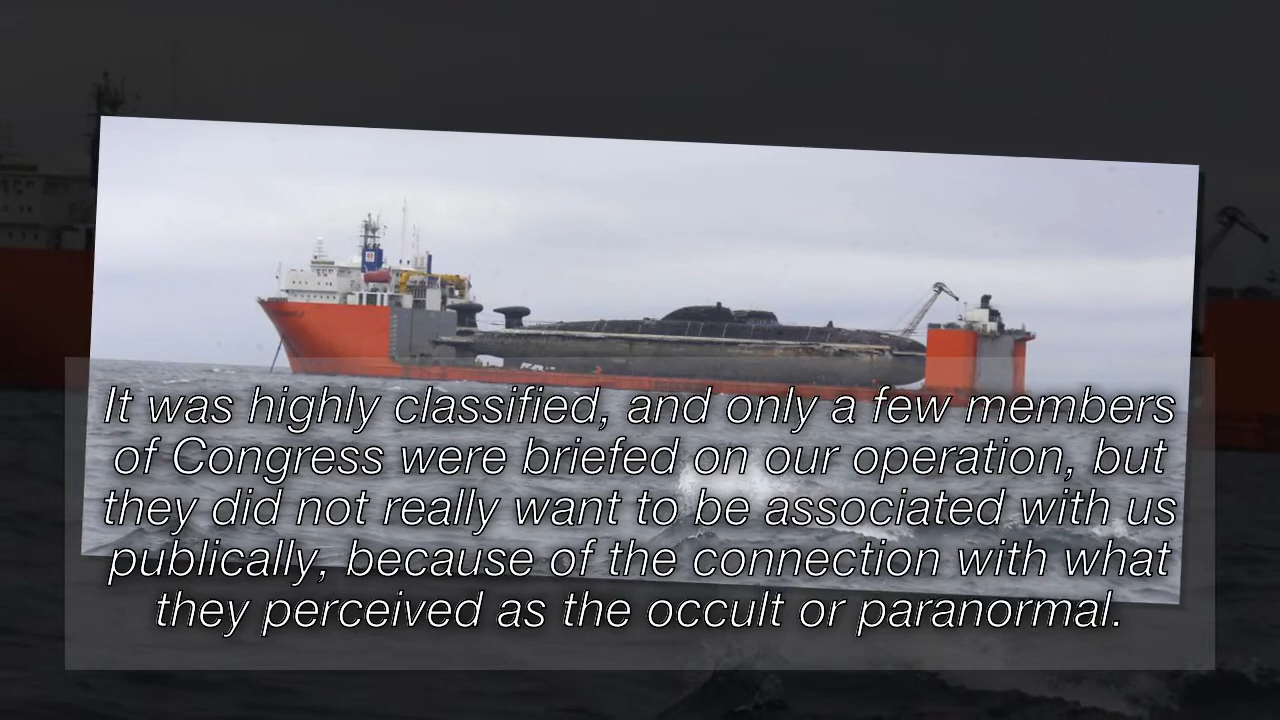 It was highly classified, and only a few members
of Congress were briefed on our operation, but
they did not really want to be associated with us
publically, because of the connection with what
they perceived as the occult or paranormal.